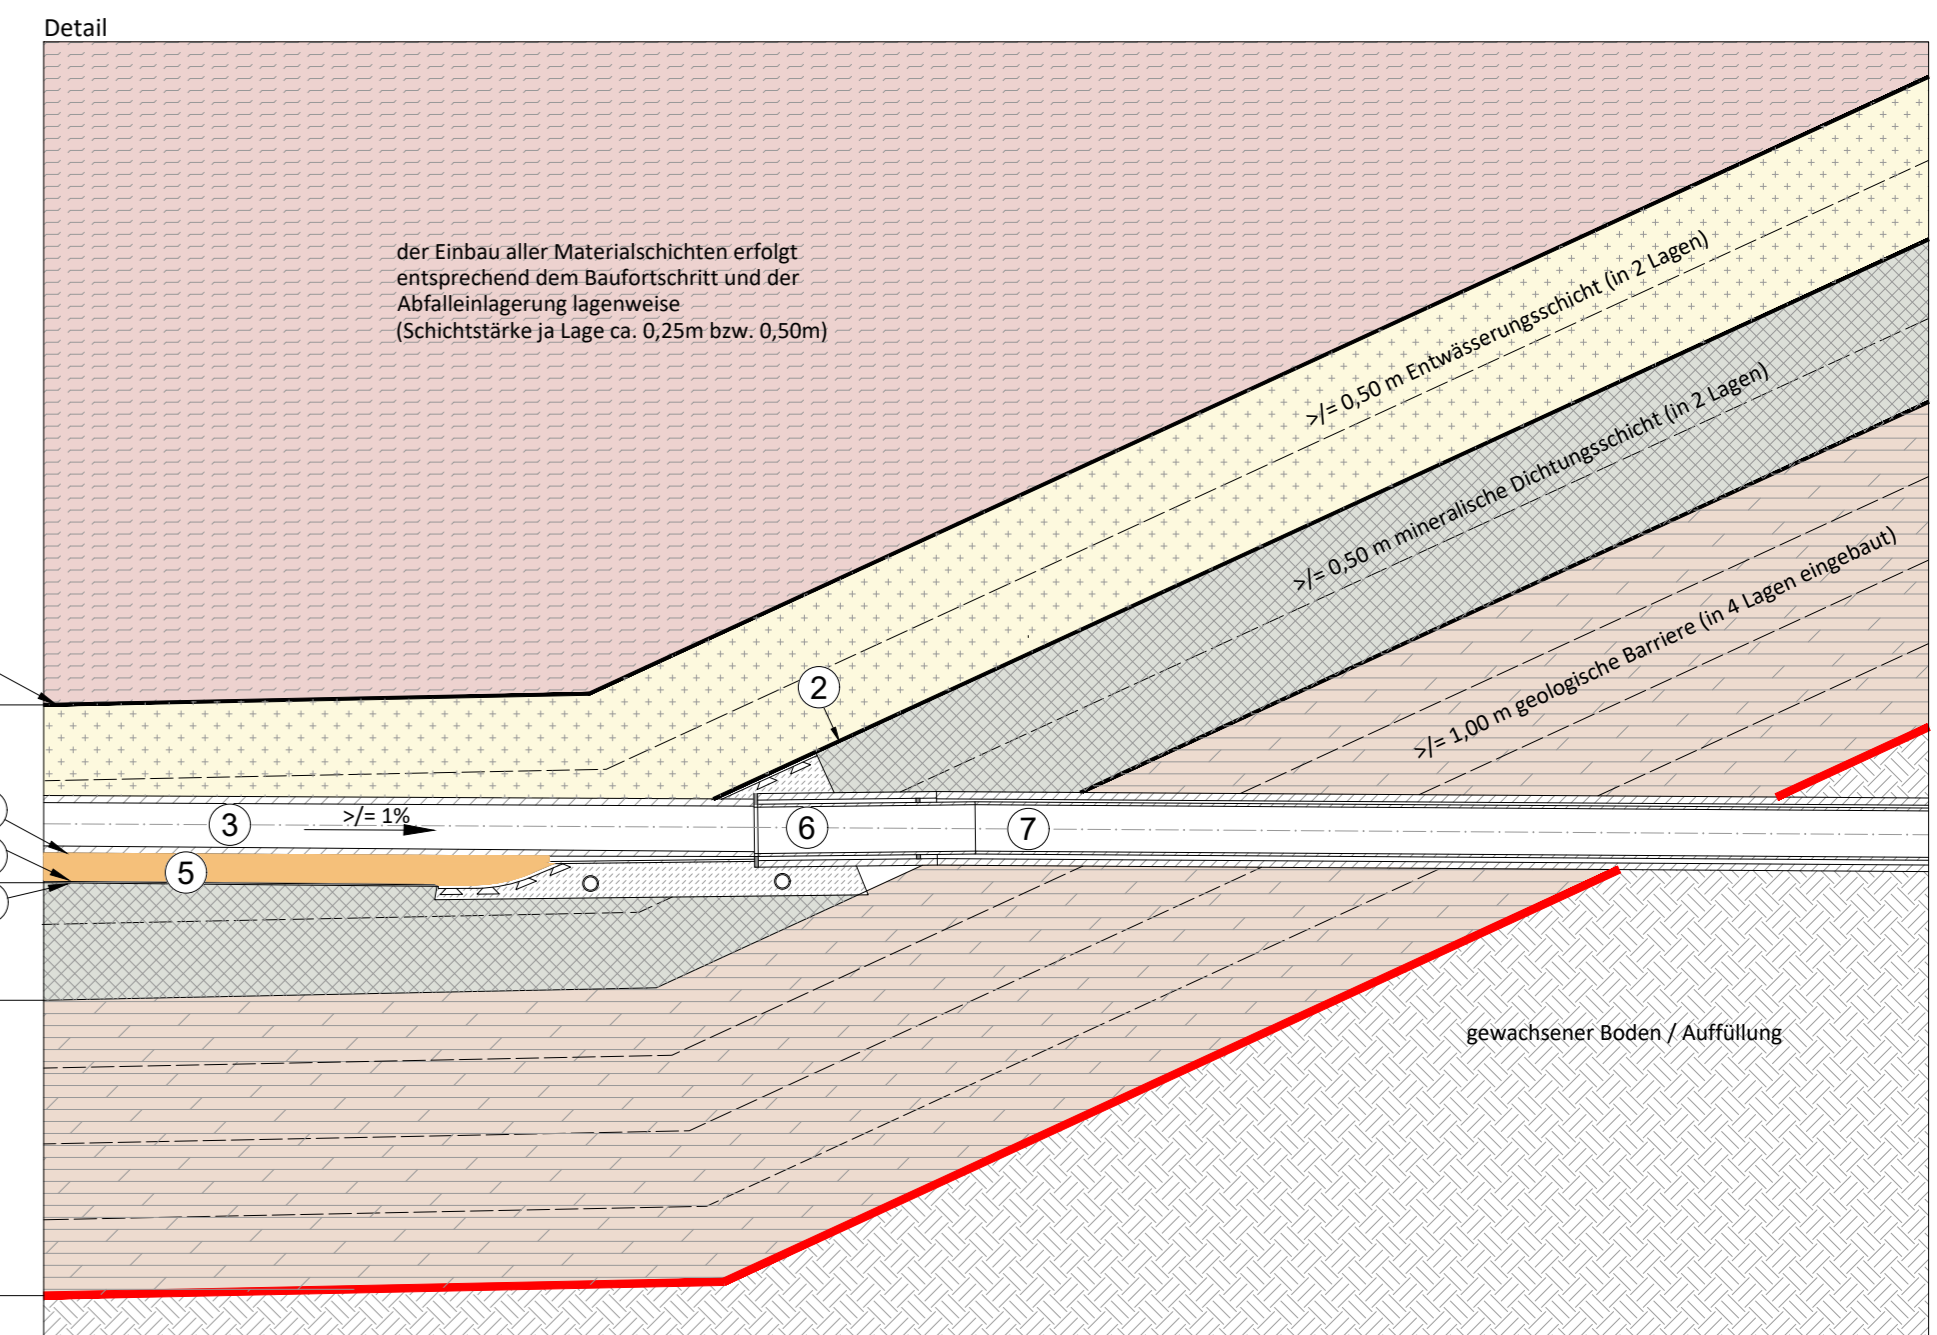 Detail
der Einbau aller Materialschichten erfolgt
entsprechend dem Baufortschritt und der
Abfalleinlagerung lagenweise
(Schichtstärke ja Lage ca. 0,25m bzw. 0,50m)
>/= 0,50 m Entwässerungsschicht (in 2 Lagen)
>/= 0,50 m mineralische Dichtungsschicht (in 2 Lagen)
>/= 1,00 m geologische Barriere (in 4 Lagen eingebaut)
2
3
>/= 1%
6
7
5
gewachsener Boden / Auffüllung